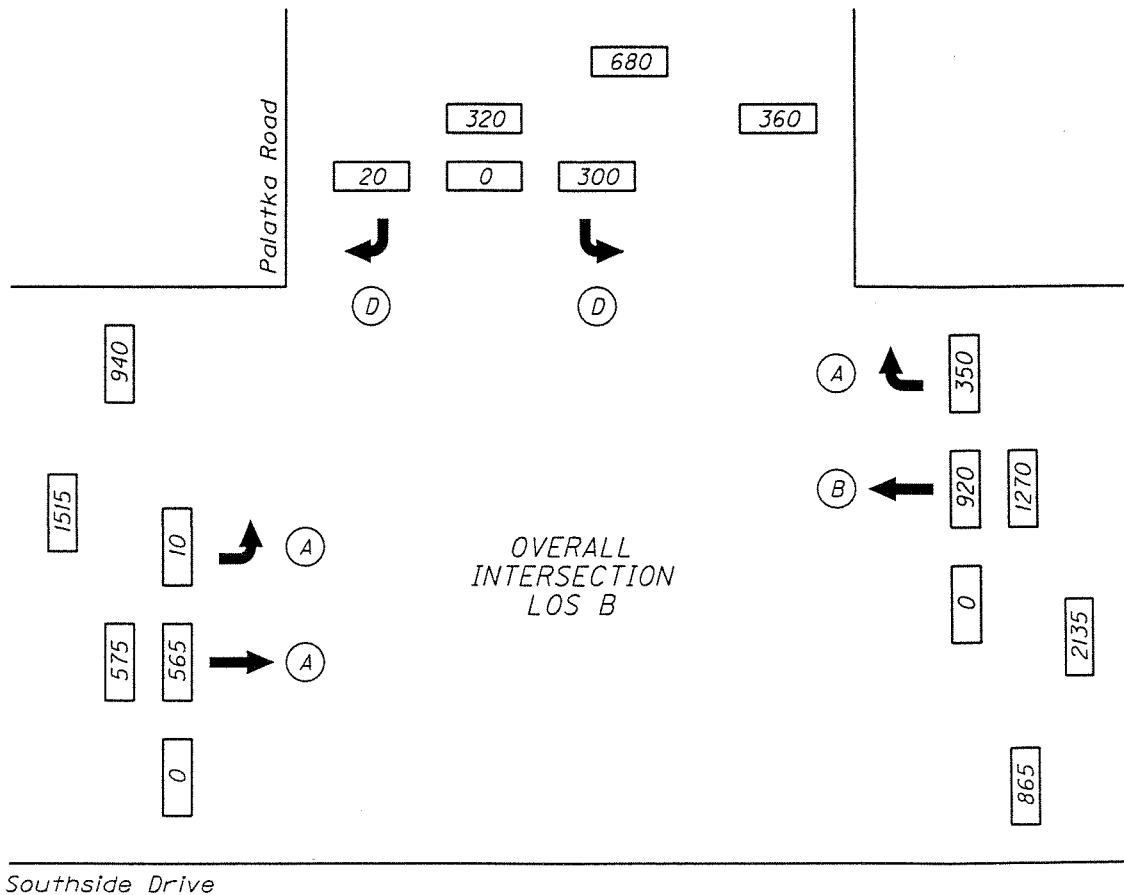 680
320
360
20
0
300
Palatka Road
D
D
940
A
350
1515
10
A
B
920
1270
OVERALL
INTERSECTION
LOS B
0
2135
575
565
A
0
865
Southside Drive